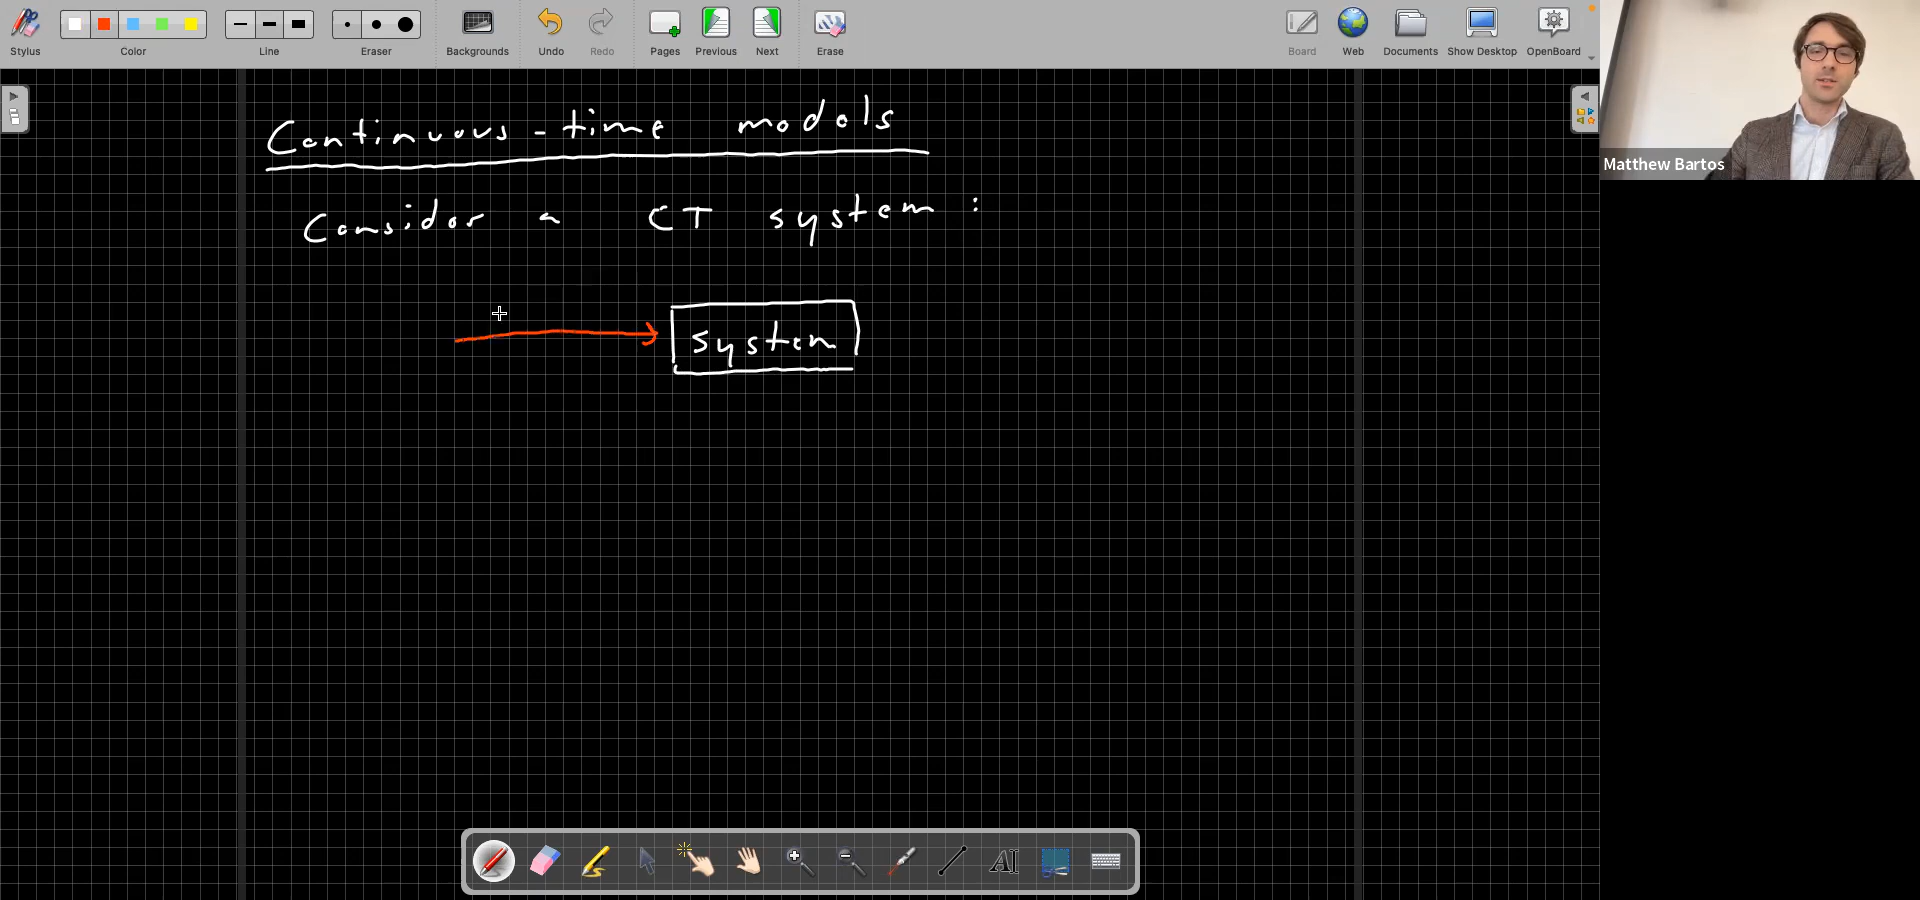 Stylus Color Line Eraser Backgrounds Undo Redo Pages Previous Next Erase Board Web Documents Show Desktop OpenBoard
Matthew Bartos
Continuous-time models
Consider a CT system:
system
AI